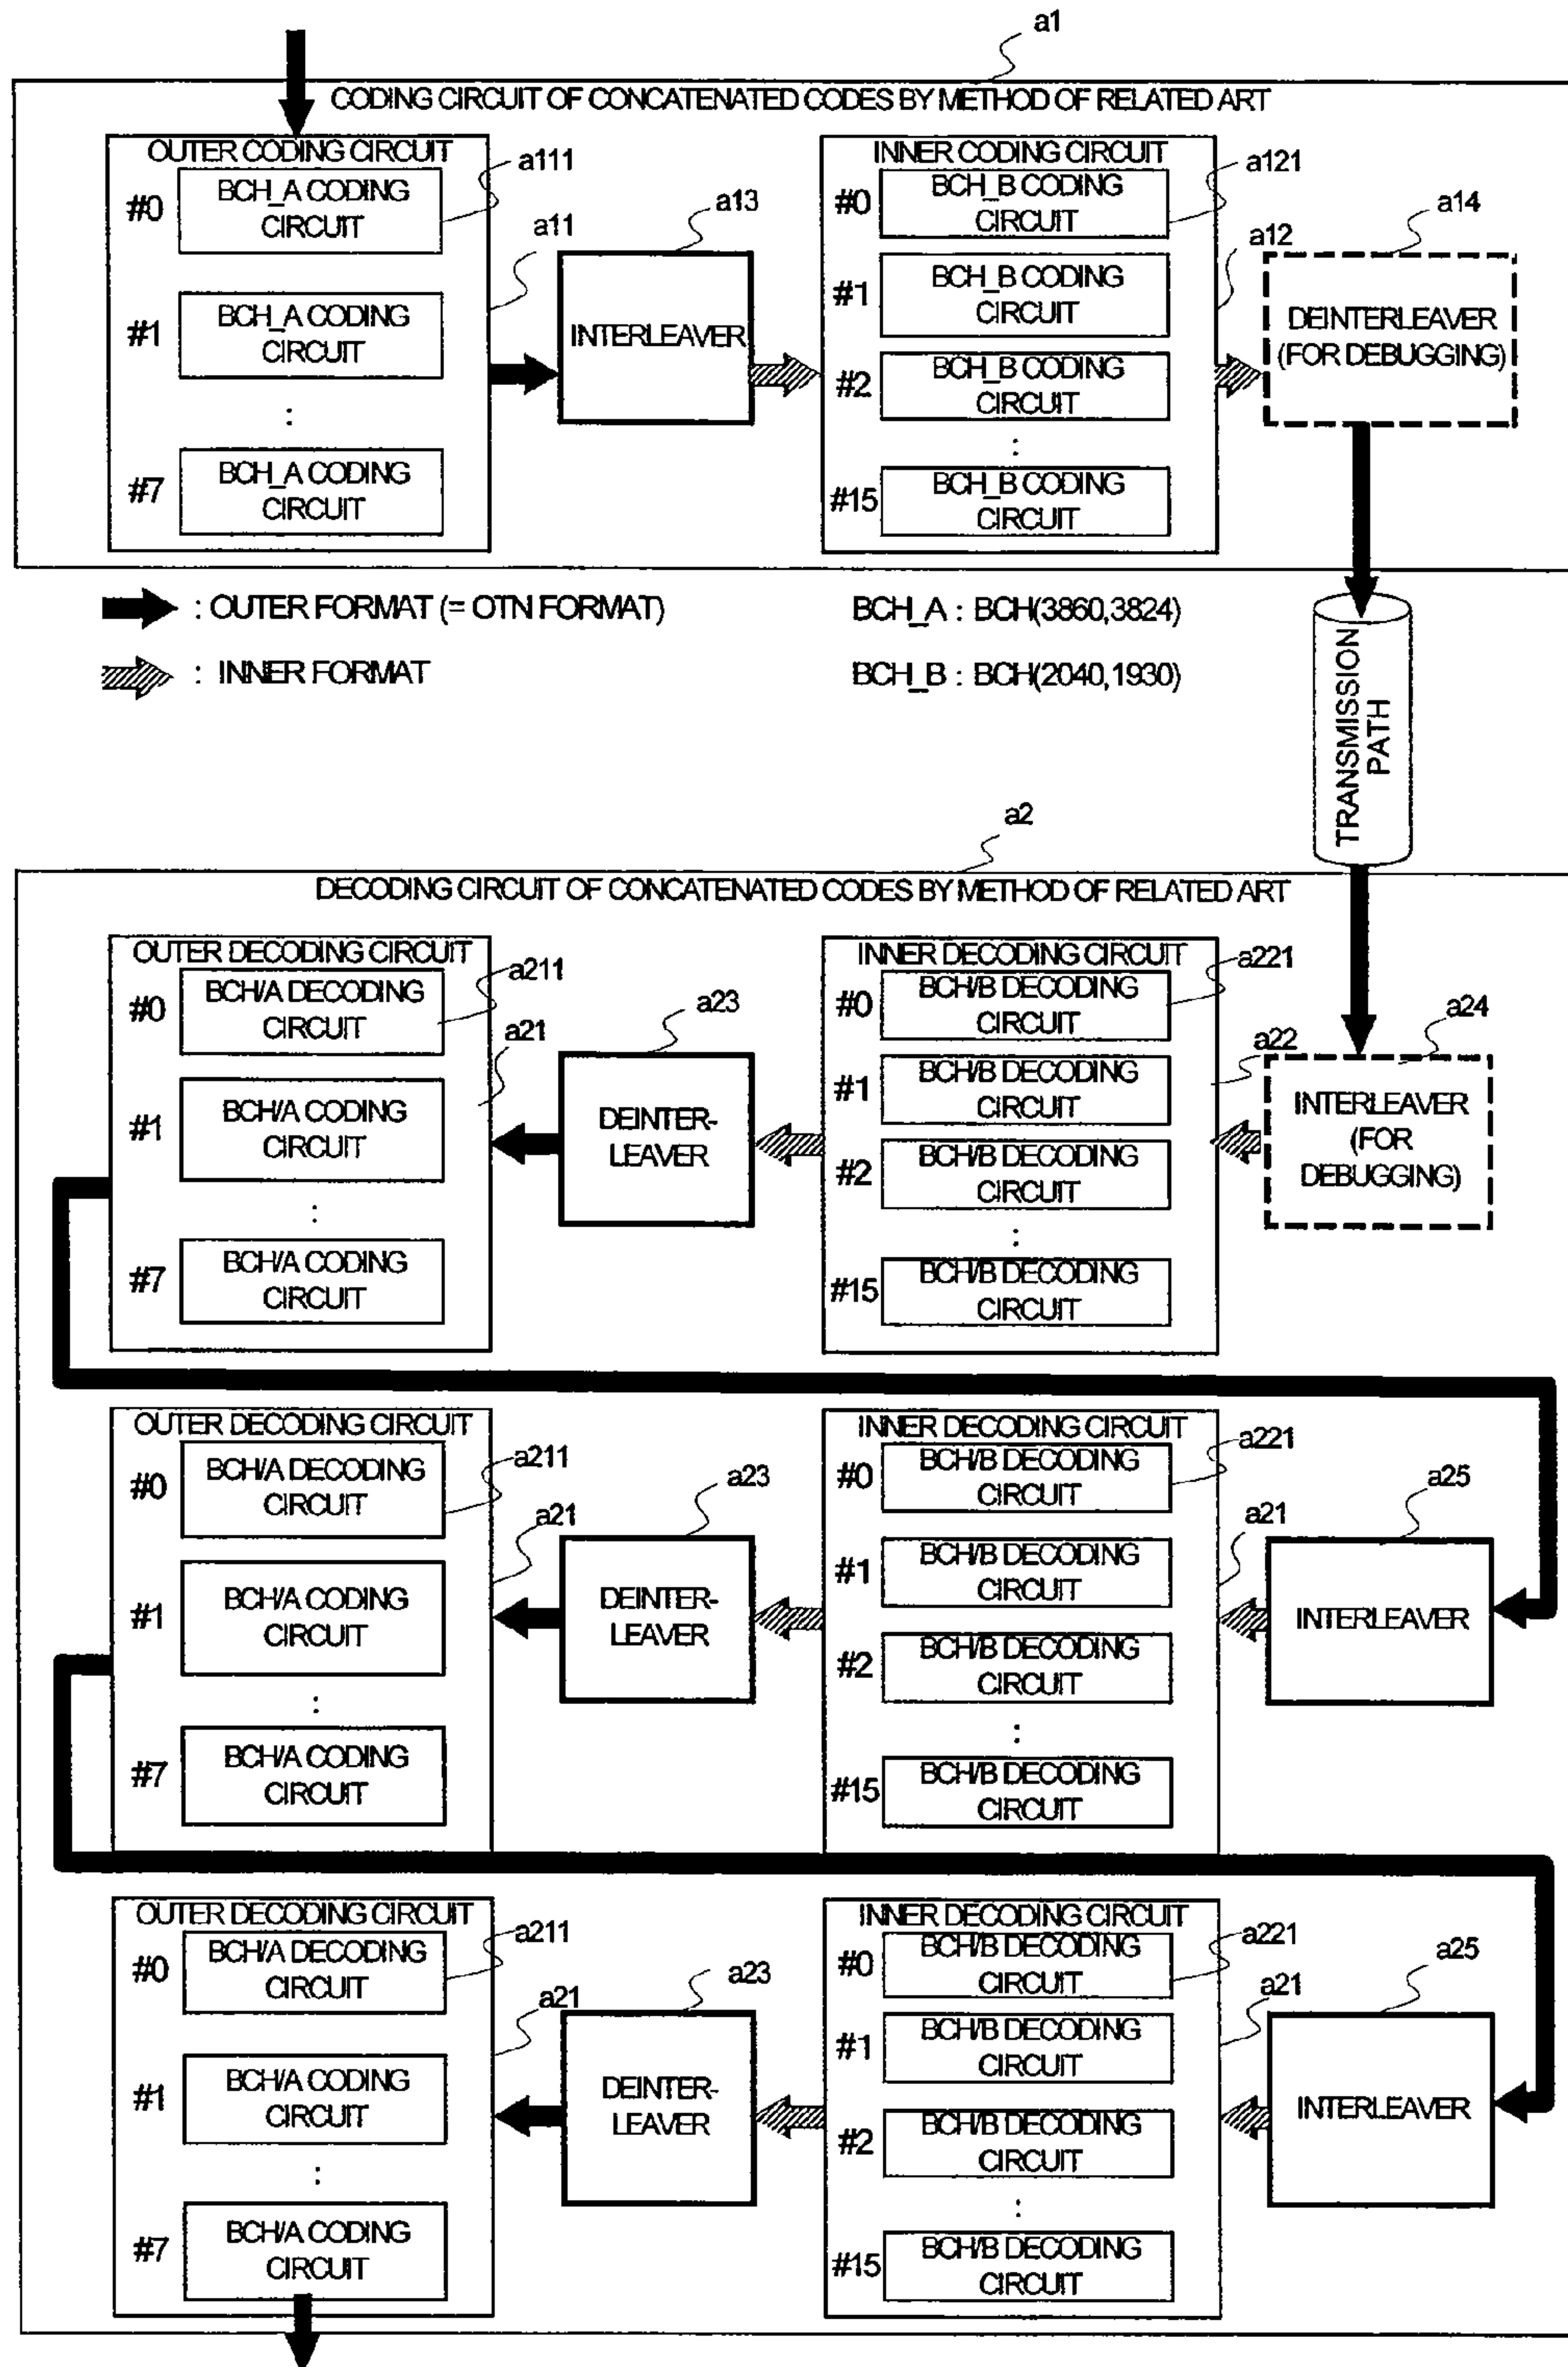 a1
CODING CIRCUIT OF CONCATENATED CODES BY METHOD OF RELATED ART
OUTER CODING CIRCUIT
a111
#0
BCH_A CODING
CIRCUIT
a11
#1
BCH_A CODING
CIRCUIT
:
#7
BCH_A CODING
CIRCUIT
a13
INTERLEAVER
INNER CODING CIRCUIT
a121
#0
BCH_B CODING
CIRCUIT
a12
#1
BCH_B CODING
CIRCUIT
#2
BCH_B CODING
CIRCUIT
:
#15
BCH_B CODING
CIRCUIT
a14
DEINTERLEAVER
(FOR DEBUGGING)
: OUTER FORMAT (= OTN FORMAT)
BCH_A : BCH(3860,3824)
: INNER FORMAT
BCH_B : BCH(2040,1930)
TRANSMISSION
PATH
a2
DECODING CIRCUIT OF CONCATENATED CODES BY METHOD OF RELATED ART
OUTER DECODING CIRCUIT
a211
#0
BCH/A DECODING
CIRCUIT
a21
#1
BCH/A CODING
CIRCUIT
:
#7
BCH/A CODING
CIRCUIT
a23
DEINTER-
LEAVER
INNER DECODING CIRCUIT
a221
#0
BCH/B DECODING
CIRCUIT
a22
#1
BCH/B DECODING
CIRCUIT
#2
BCH/B DECODING
CIRCUIT
:
#15
BCH/B DECODING
CIRCUIT
a24
INTERLEAVER
(FOR
DEBUGGING)
OUTER DECODING CIRCUIT
a211
#0
BCH/A DECODING
CIRCUIT
a21
#1
BCH/A CODING
CIRCUIT
:
#7
BCH/A CODING
CIRCUIT
a23
DEINTER-
LEAVER
INNER DECODING CIRCUIT
a221
#0
BCH/B DECODING
CIRCUIT
a21
#1
BCH/B DECODING
CIRCUIT
#2
BCH/B DECODING
CIRCUIT
:
#15
BCH/B DECODING
CIRCUIT
a25
INTERLEAVER
OUTER DECODING CIRCUIT
a211
#0
BCH/A DECODING
CIRCUIT
a21
#1
BCH/A CODING
CIRCUIT
:
#7
BCH/A CODING
CIRCUIT
a23
DEINTER-
LEAVER
INNER DECODING CIRCUIT
a221
#0
BCH/B DECODING
CIRCUIT
a21
#1
BCH/B DECODING
CIRCUIT
#2
BCH/B DECODING
CIRCUIT
:
#15
BCH/B DECODING
CIRCUIT
a25
INTERLEAVER